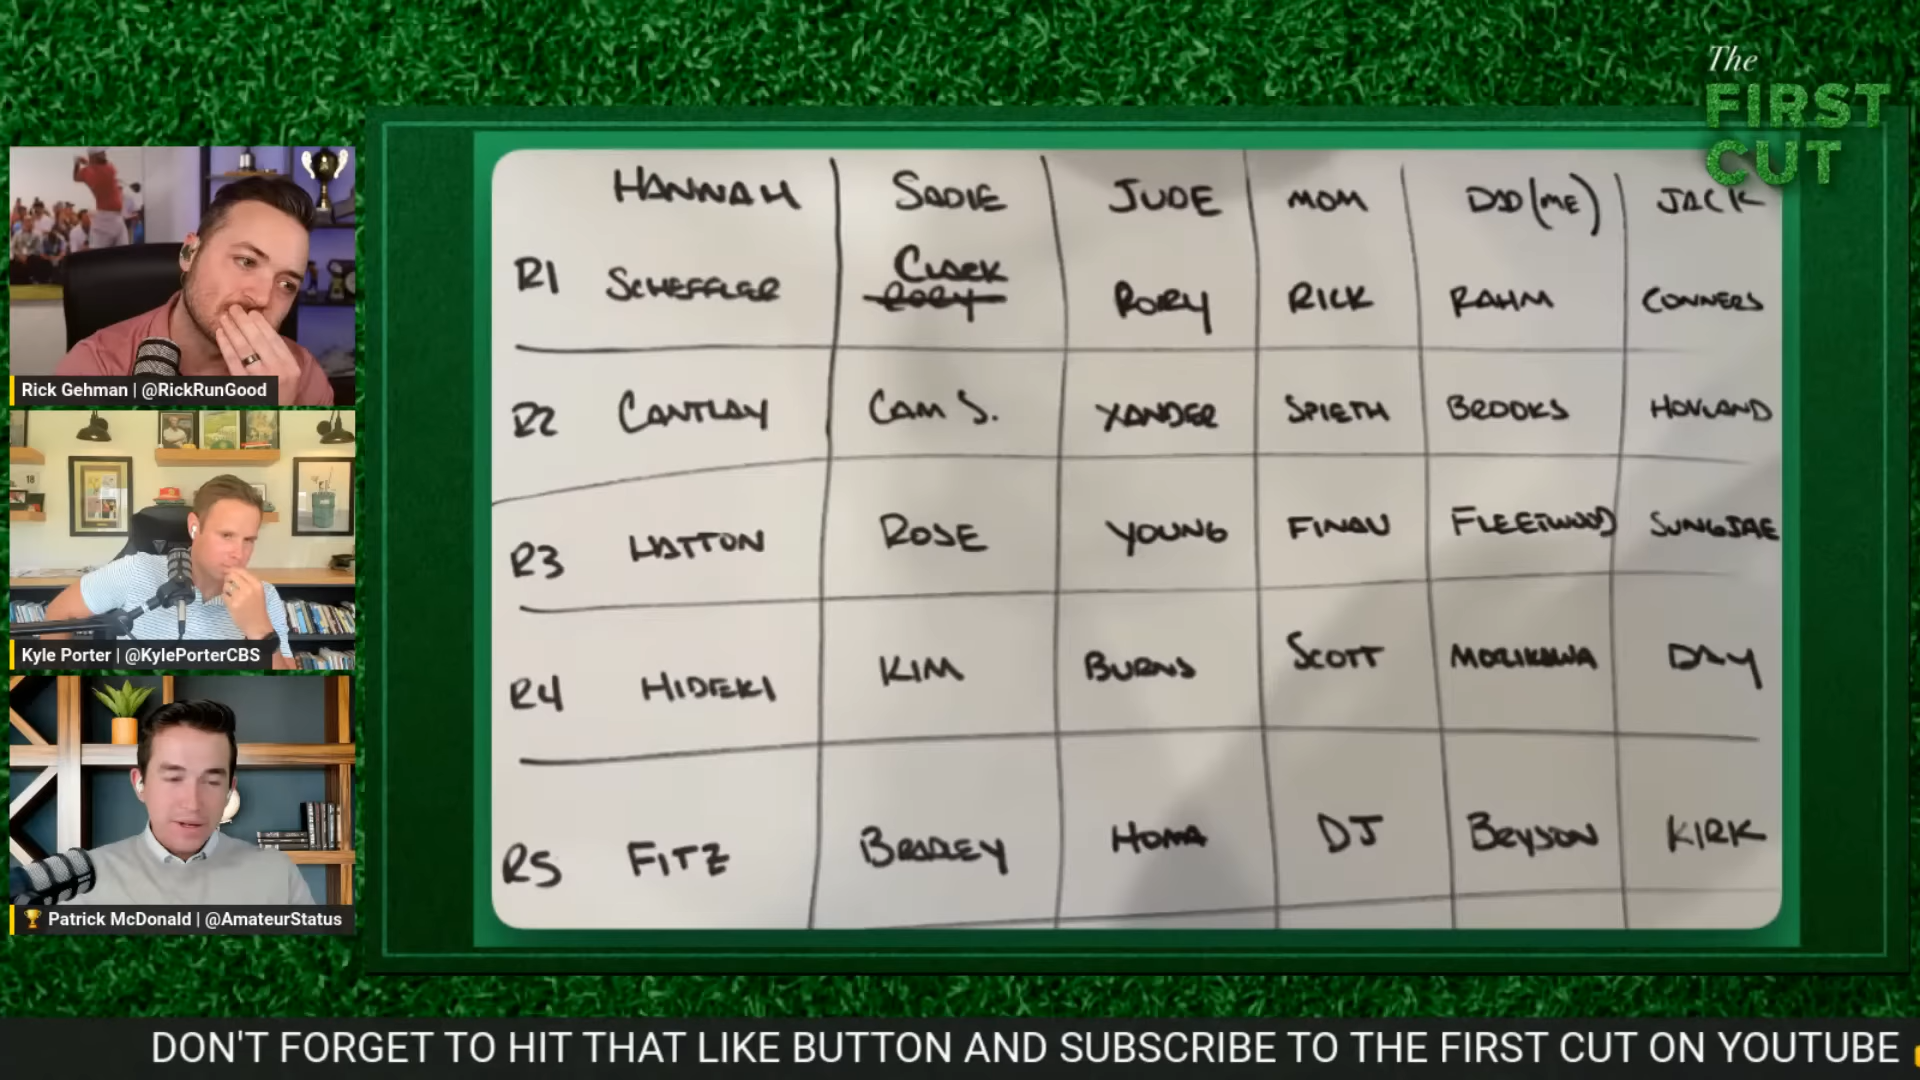 The
FIRST
CUT
HANNAH SADIE JUDE MOM DAD (ME) JACK
CLARK
R1 SCHEFFLER RORY RORY RICK RAHM CONNERS
R2 CANTLAY CAM S. XANDER SPIETH BROOKS HOVLAND
R3 HATTON ROSE YOUNG FINAU FLEETWOOD SUNGJAE
R4 HIDEKI KIM BURNS SCOTT MORIKAWA DAY
R5 FITZ BRADLEY HOMA DJ BRYSON KIRK
Rick Gehman | @RickRunGood
Kyle Porter | @KylePorterCBS
Patrick McDonald | @AmateurStatus
DON'T FORGET TO HIT THAT LIKE BUTTON AND SUBSCRIBE TO THE FIRST CUT ON YOUTUBE